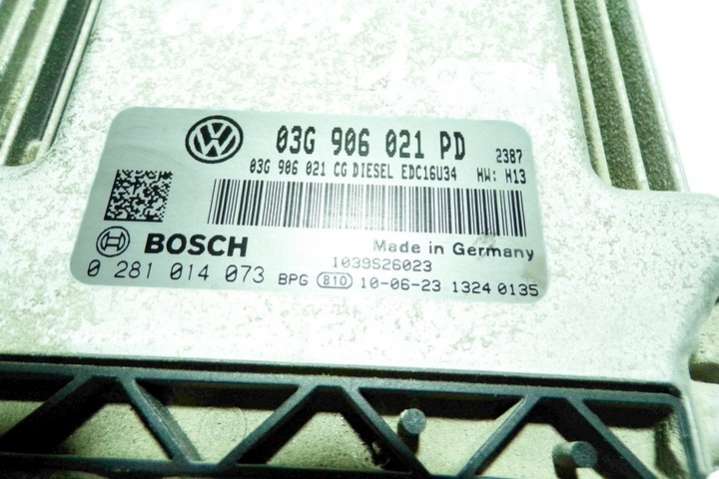 03G 906 021 PD 2387
03G 906 021 CG DIESEL EDC16U34 HW: H13
BOSCH Made in Germany
1039S26023
0 281 014 073 BPG 810 10-06-23 1324 0135